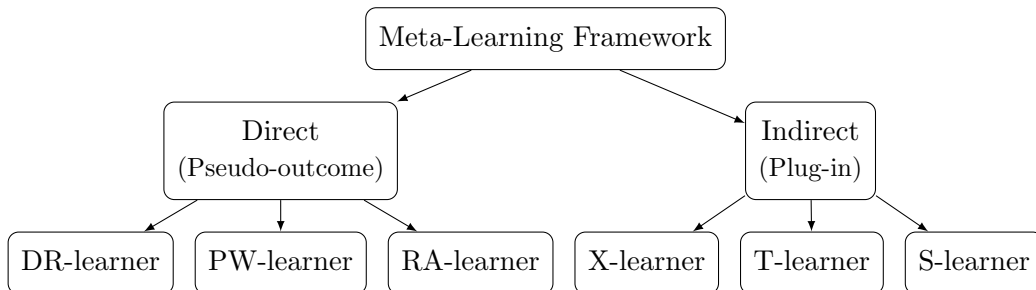 Meta-Learning Framework
Direct
(Pseudo-outcome)
Indirect
(Plug-in)
DR-learner
PW-learner
RA-learner
X-learner
T-learner
S-learner